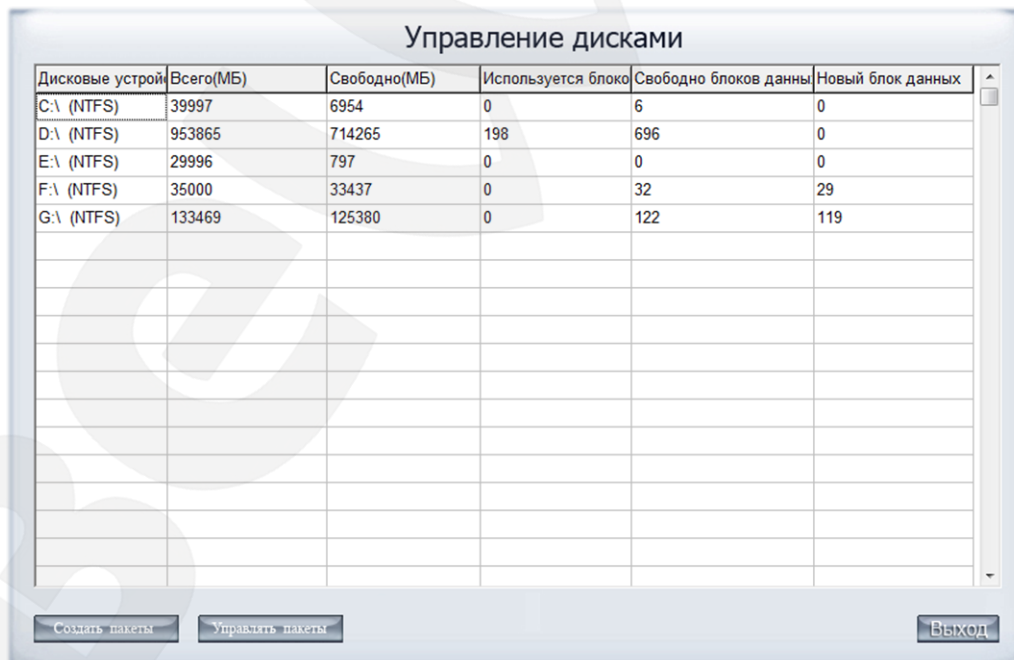 Управление дисками
Дисковые устрой Всего(МБ) Свободно(МБ) Используется блоко Свободно блоков данны Новый блок данных
C:\ (NTFS) 39997 6954 0 6 0
D:\ (NTFS) 953865 714265 198 696 0
E:\ (NTFS) 29996 797 0 0 0
F:\ (NTFS) 35000 33437 0 32 29
G:\ (NTFS) 133469 125380 0 122 119
Создать пакеты Управлять пакеты Выход